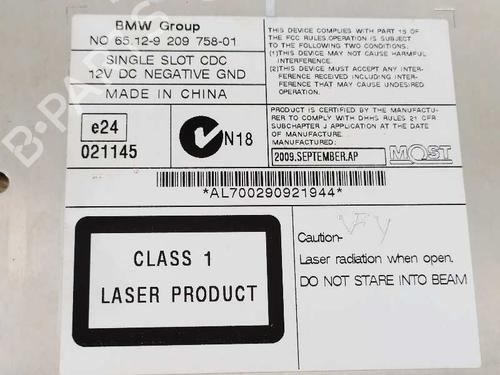 BMW Group
NO 65.12-9 209 758-01
SINGLE SLOT CDC
12V DC NEGATIVE GND
MADE IN CHINA
e24
021145
N18
THIS DEVICE COMPLIES WITH PART 15 OF
THE FCC RULES. OPERATION IS SUBJECT TO
THE FOLLOWING TWO CONDITIONS:
(1)THIS DEVICE MAY NOT CAUSE HARMFUL
INTERFERENCE.
(2)THIS DEVICE MUST ACCEPT ANY INTER-
FERENCE RECEIVED INCLUDING INTER-
FERENCE THAT MAY CAUSE UNDESIRED
OPERATION.
PRODUCT IS CERTIFIED BY THE MANUFACTU-
RER TO COMPLY WITH DHHS RULES 21 CFR
SUBCHAPTER J APPLICATION AT THE DATE OF
MANUFACTURE.
MANUFACTURED:
2009.SEPTEMBER.AP
MOST
*AL700290921944*
CLASS 1
LASER PRODUCT
Caution-
Laser radiation when open.
DO NOT STARE INTO BEAM
B-PARTS